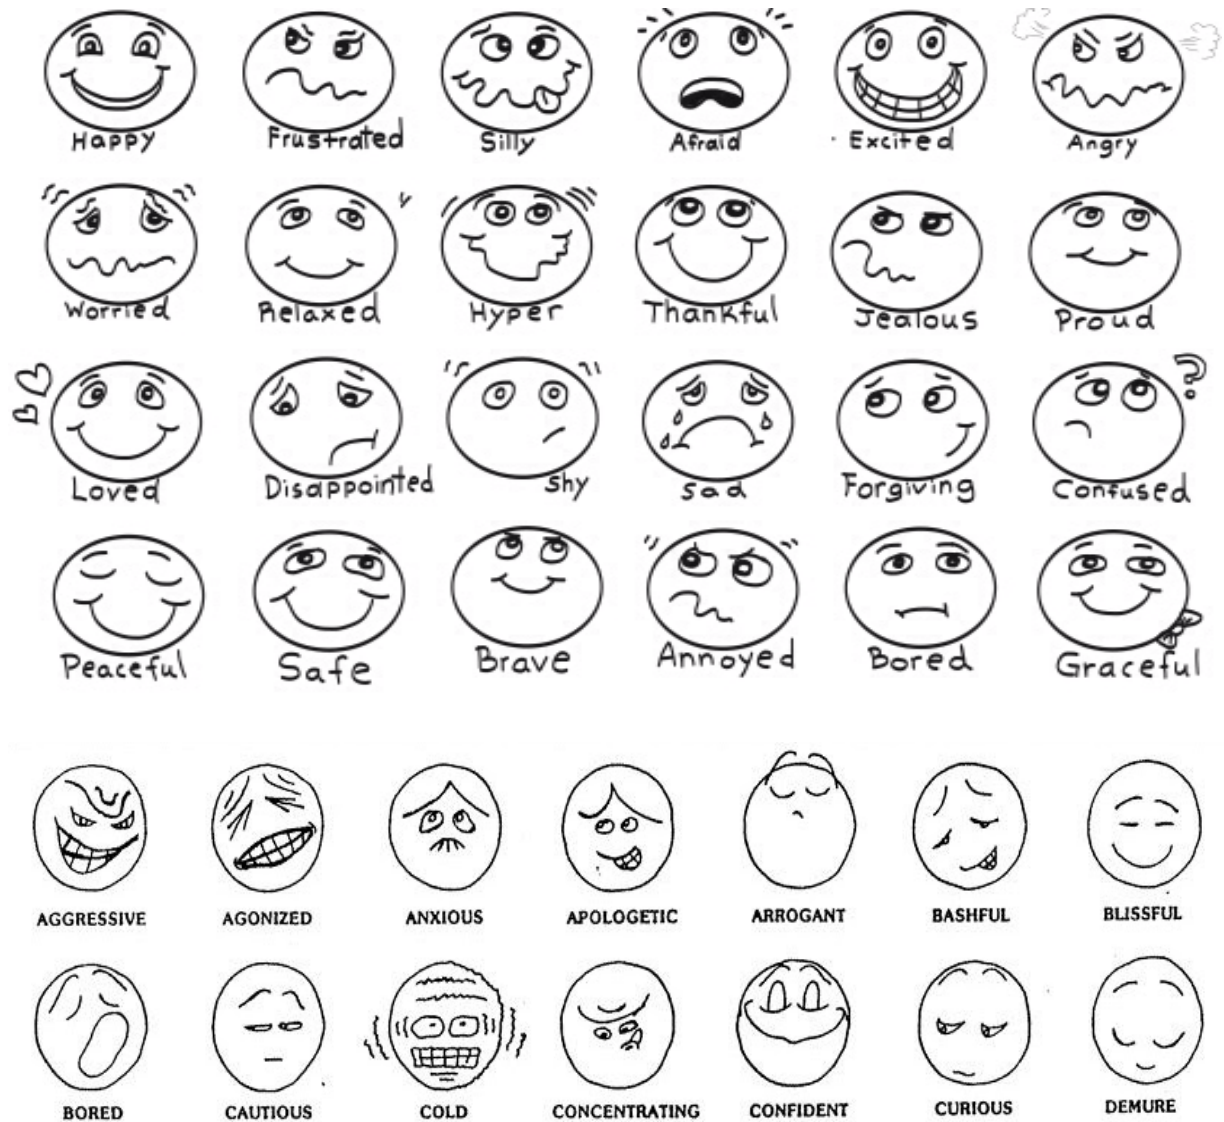 Happy Frustrated Silly Afraid Excited Angry
Worried Relaxed Hyper Thankful Jealous Proud
?
Loved Disappointed Shy Sad Forgiving Confused
Peaceful Safe Brave Annoyed Bored Graceful
AGGRESSIVE AGONIZED ANXIOUS APOLOGETIC ARROGANT BASHFUL BLISSFUL
BORED CAUTIOUS COLD CONCENTRATING CONFIDENT CURIOUS DEMURE